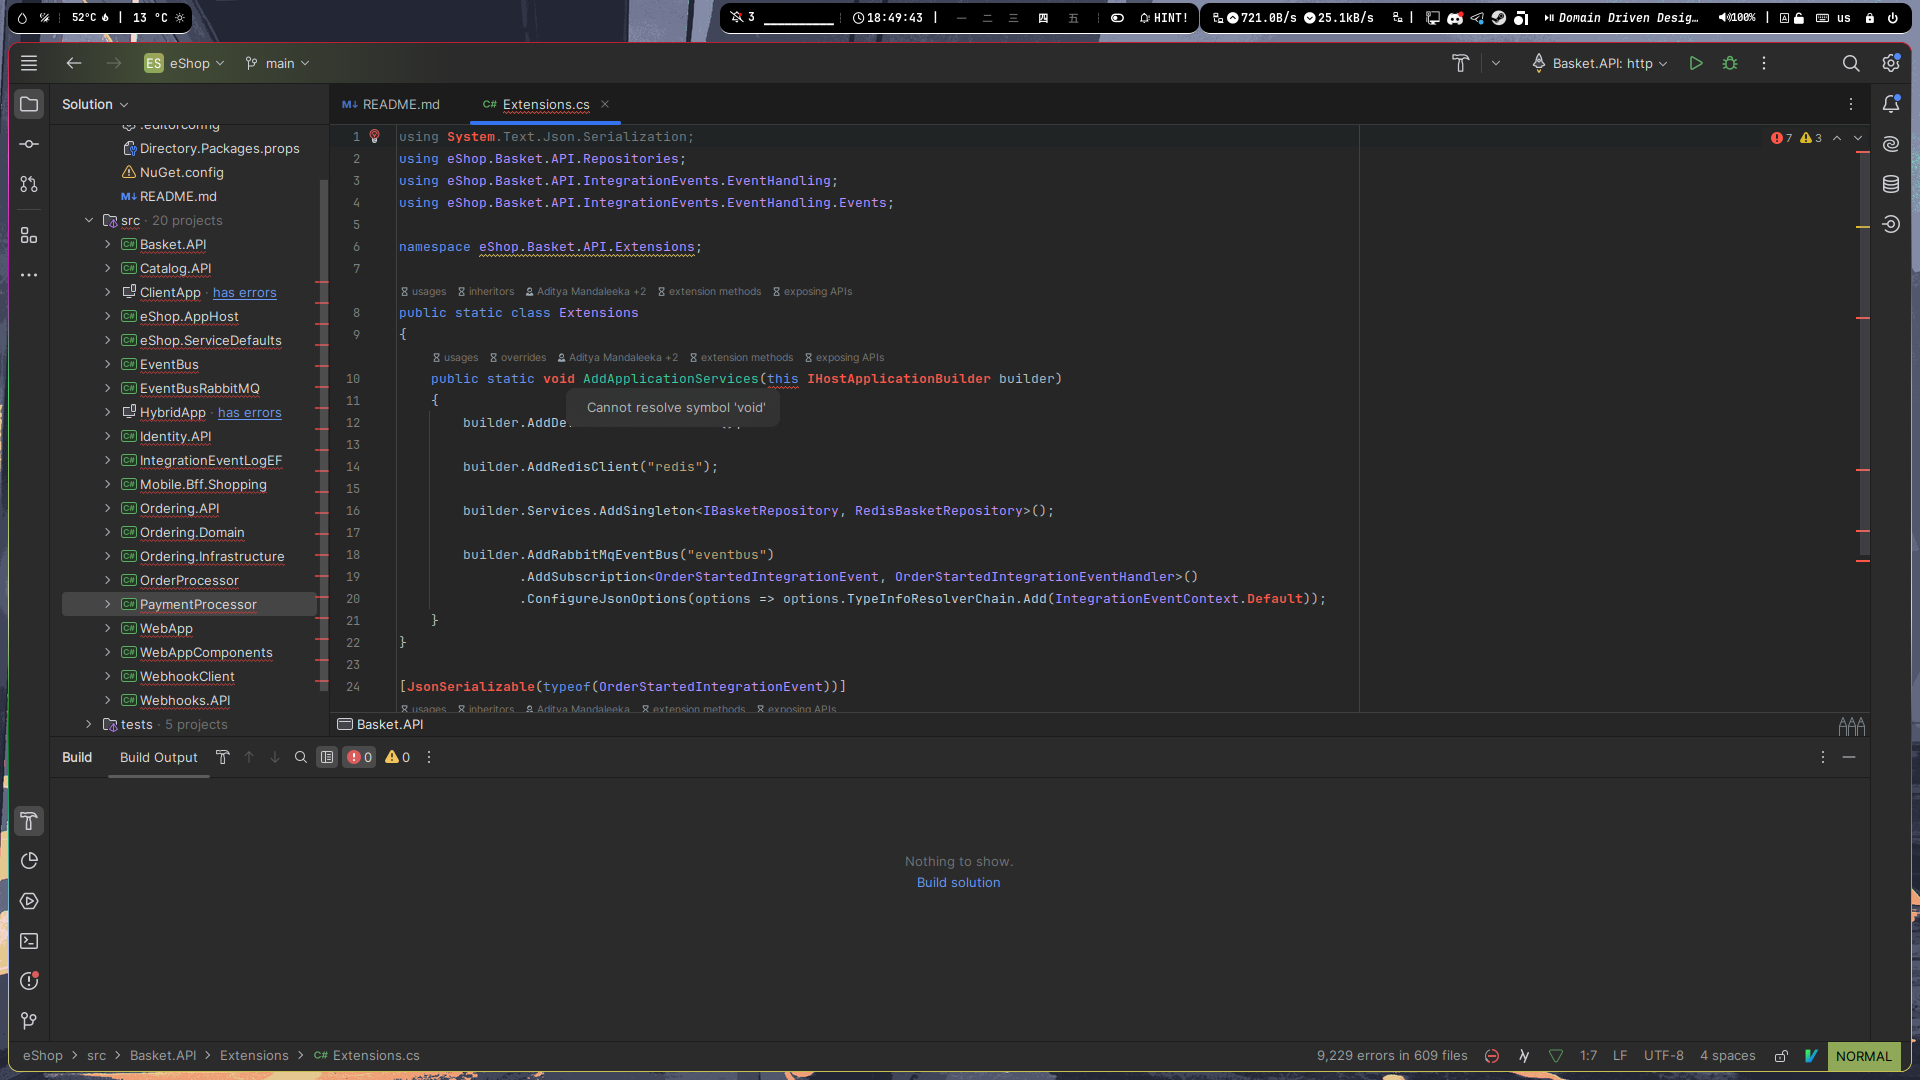 52°C
13 °C
3
18:49:43
一 二 三 四 五
HINT!
721.0B/s 25.1kB/s
Domain Driven Desig…
100%
us
ES eShop
main
Basket.API: http
Solution
README.md
C# Extensions.cs
.editorconfig
Directory.Packages.props
NuGet.config
README.md
src · 20 projects
C# Basket.API
C# Catalog.API
ClientApp · has errors
C# eShop.AppHost
C# eShop.ServiceDefaults
C# EventBus
C# EventBusRabbitMQ
HybridApp · has errors
C# Identity.API
C# IntegrationEventLogEF
C# Mobile.Bff.Shopping
C# Ordering.API
C# Ordering.Domain
C# Ordering.Infrastructure
C# OrderProcessor
C# PaymentProcessor
C# WebApp
C# WebAppComponents
C# WebhookClient
C# Webhooks.API
tests · 5 projects
1 using System.Text.Json.Serialization;
7 3
2 using eShop.Basket.API.Repositories;
3 using eShop.Basket.API.IntegrationEvents.EventHandling;
4 using eShop.Basket.API.IntegrationEvents.EventHandling.Events;
5
6 namespace eShop.Basket.API.Extensions;
7
usages inheritors Aditya Mandaleeka +2 extension methods exposing APIs
8 public static class Extensions
9 {
usages overrides Aditya Mandaleeka +2 extension methods exposing APIs
10 public static void AddApplicationServices(this IHostApplicationBuilder builder)
11 {
Cannot resolve symbol 'void'
12 builder.AddDe
13
14 builder.AddRedisClient("redis");
15
16 builder.Services.AddSingleton<IBasketRepository, RedisBasketRepository>();
17
18 builder.AddRabbitMqEventBus("eventbus")
19 .AddSubscription<OrderStartedIntegrationEvent, OrderStartedIntegrationEventHandler>()
20 .ConfigureJsonOptions(options => options.TypeInfoResolverChain.Add(IntegrationEventContext.Default));
21 }
22 }
23
24 [JsonSerializable(typeof(OrderStartedIntegrationEvent))]
usages inheritors Aditya Mandaleeka extension methods exposing APIs
Basket.API
Build
Build Output
0
0
Nothing to show.
Build solution
eShop > src > Basket.API > Extensions > C# Extensions.cs
9,229 errors in 609 files
1:7
LF
UTF-8
4 spaces
NORMAL